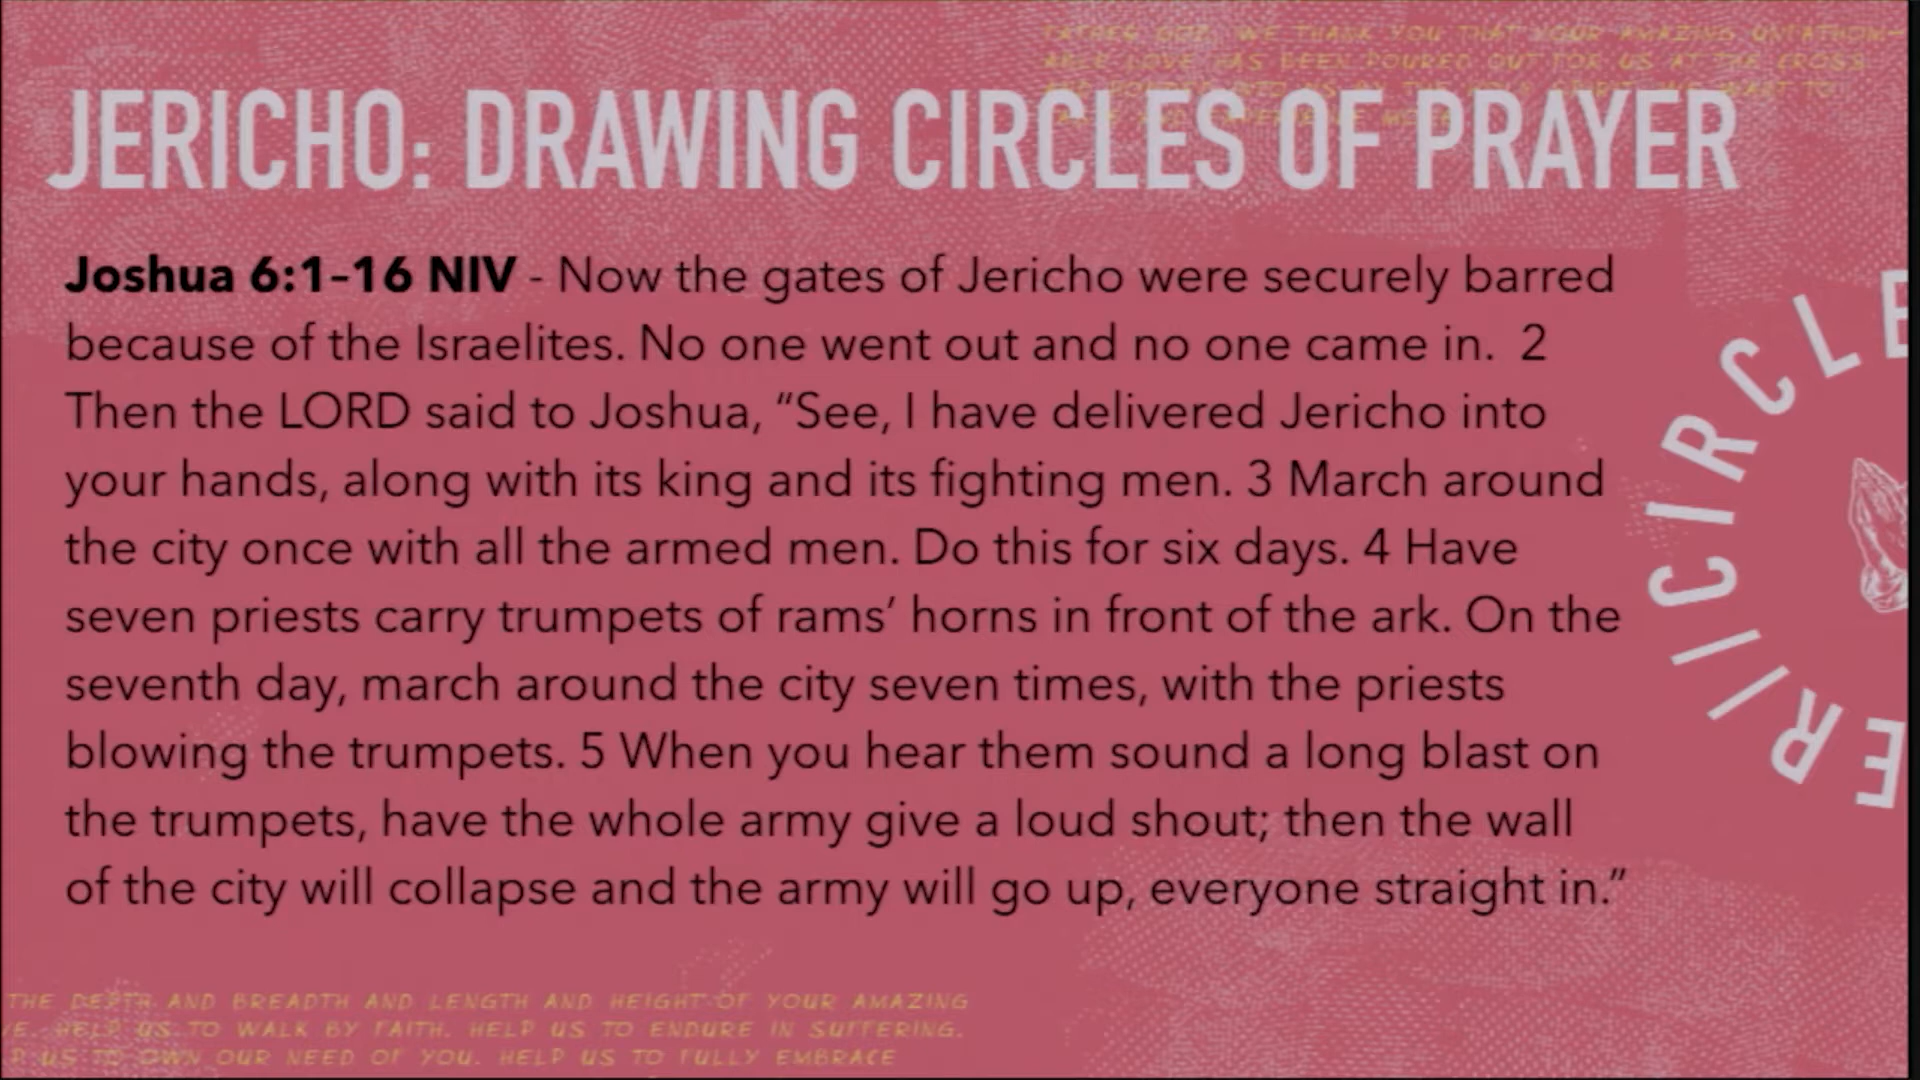 FATHER GOD, WE THANK YOU THAT YOUR AMAZING UNFATHOM-
ABLE LOVE HAS BEEN POURED OUT FOR US AT THE CROSS
JERICHO: DRAWING CIRCLES OF PRAYER
Joshua 6:1-16 NIV - Now the gates of Jericho were securely barred
because of the Israelites. No one went out and no one came in.  2
Then the LORD said to Joshua, “See, I have delivered Jericho into
your hands, along with its king and its fighting men. 3 March around
the city once with all the armed men. Do this for six days. 4 Have
seven priests carry trumpets of rams’ horns in front of the ark. On the
seventh day, march around the city seven times, with the priests
blowing the trumpets. 5 When you hear them sound a long blast on
the trumpets, have the whole army give a loud shout; then the wall
of the city will collapse and the army will go up, everyone straight in.”
ER//CIRCLE
THE DEPTH AND BREADTH AND LENGTH AND HEIGHT OF YOUR AMAZING
VE. HELP US TO WALK BY FAITH. HELP US TO ENDURE IN SUFFERING.
P US TO OWN OUR NEED OF YOU. HELP US TO FULLY EMBRACE